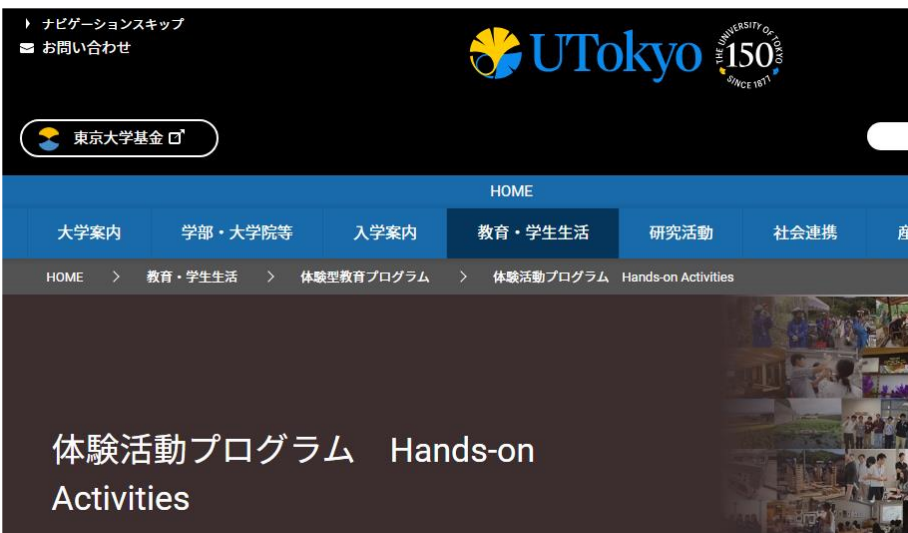 ナビゲーションスキップ
お問い合わせ
UTokyo
THE UNIVERSITY OF TOKYO
150
SINCE 1877
東京大学基金
HOME
大学案内 学部・大学院等 入学案内 教育・学生生活 研究活動 社会連携 産
HOME > 教育・学生生活 > 体験型教育プログラム > 体験活動プログラム Hands-on Activities
体験活動プログラム Hands-on
Activities